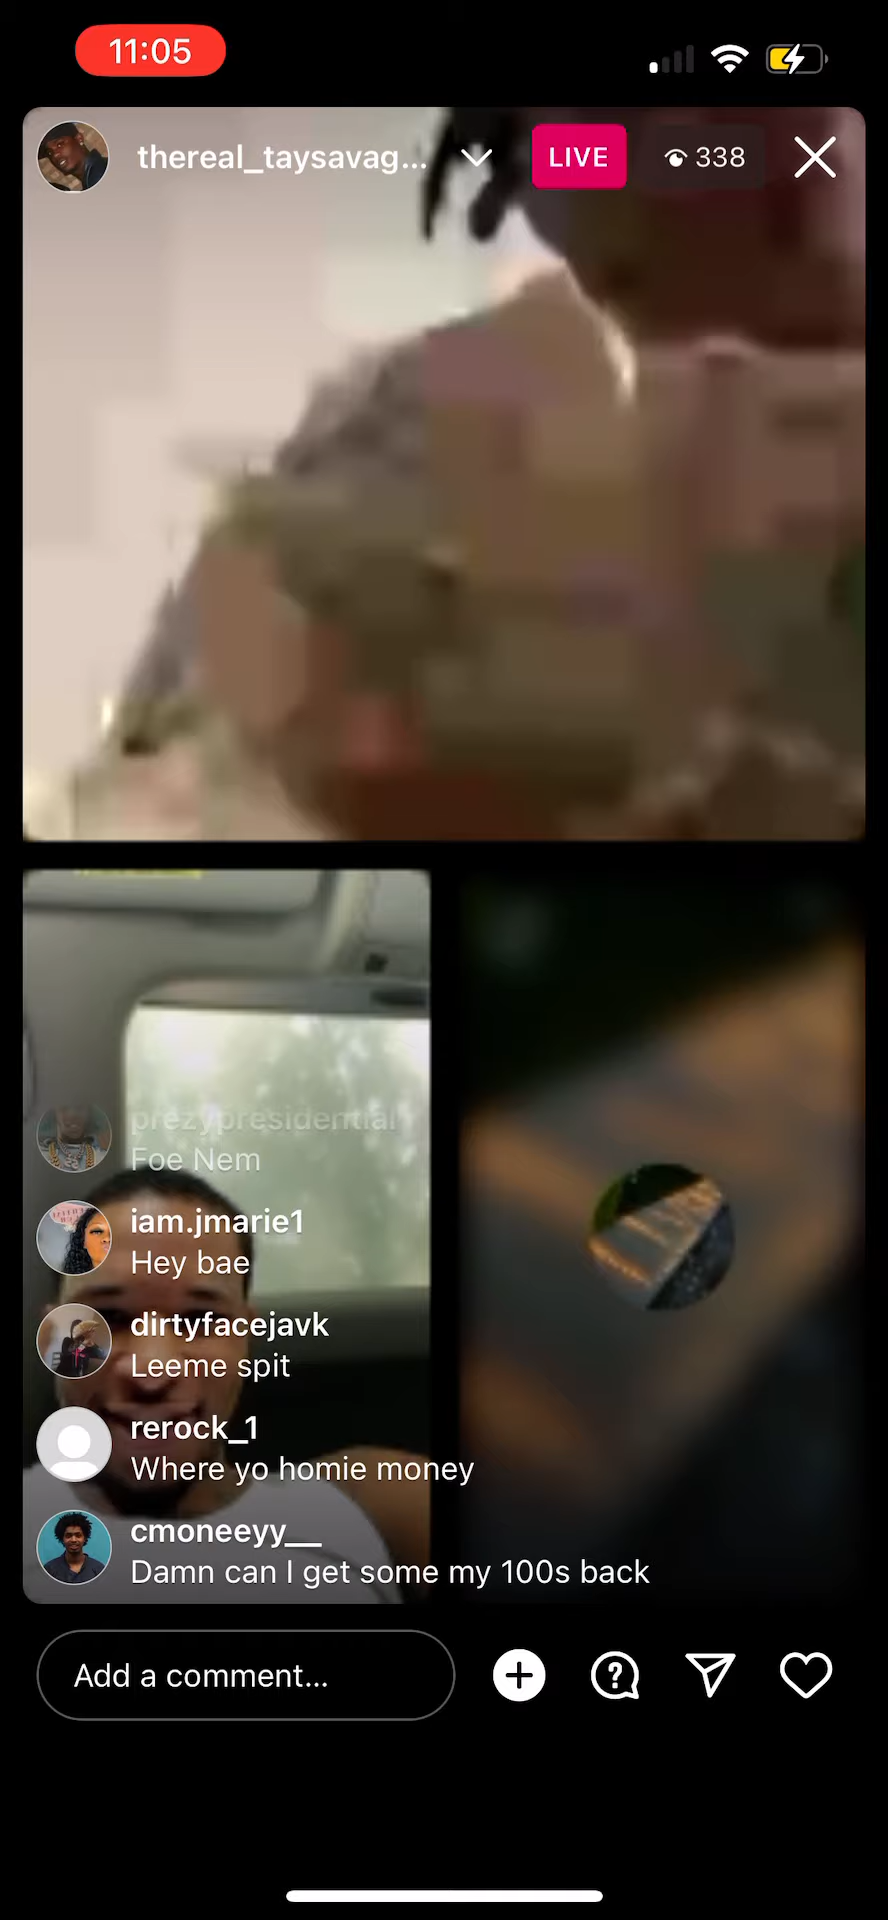 11:05
thereal_taysavag...
LIVE
338
prezypresidential
Foe Nem
iam.jmarie1
Hey bae
dirtyfacejavk
Leeme spit
rerock_1
Where yo homie money
cmoneeyy__
Damn can I get some my 100s back
Add a comment...